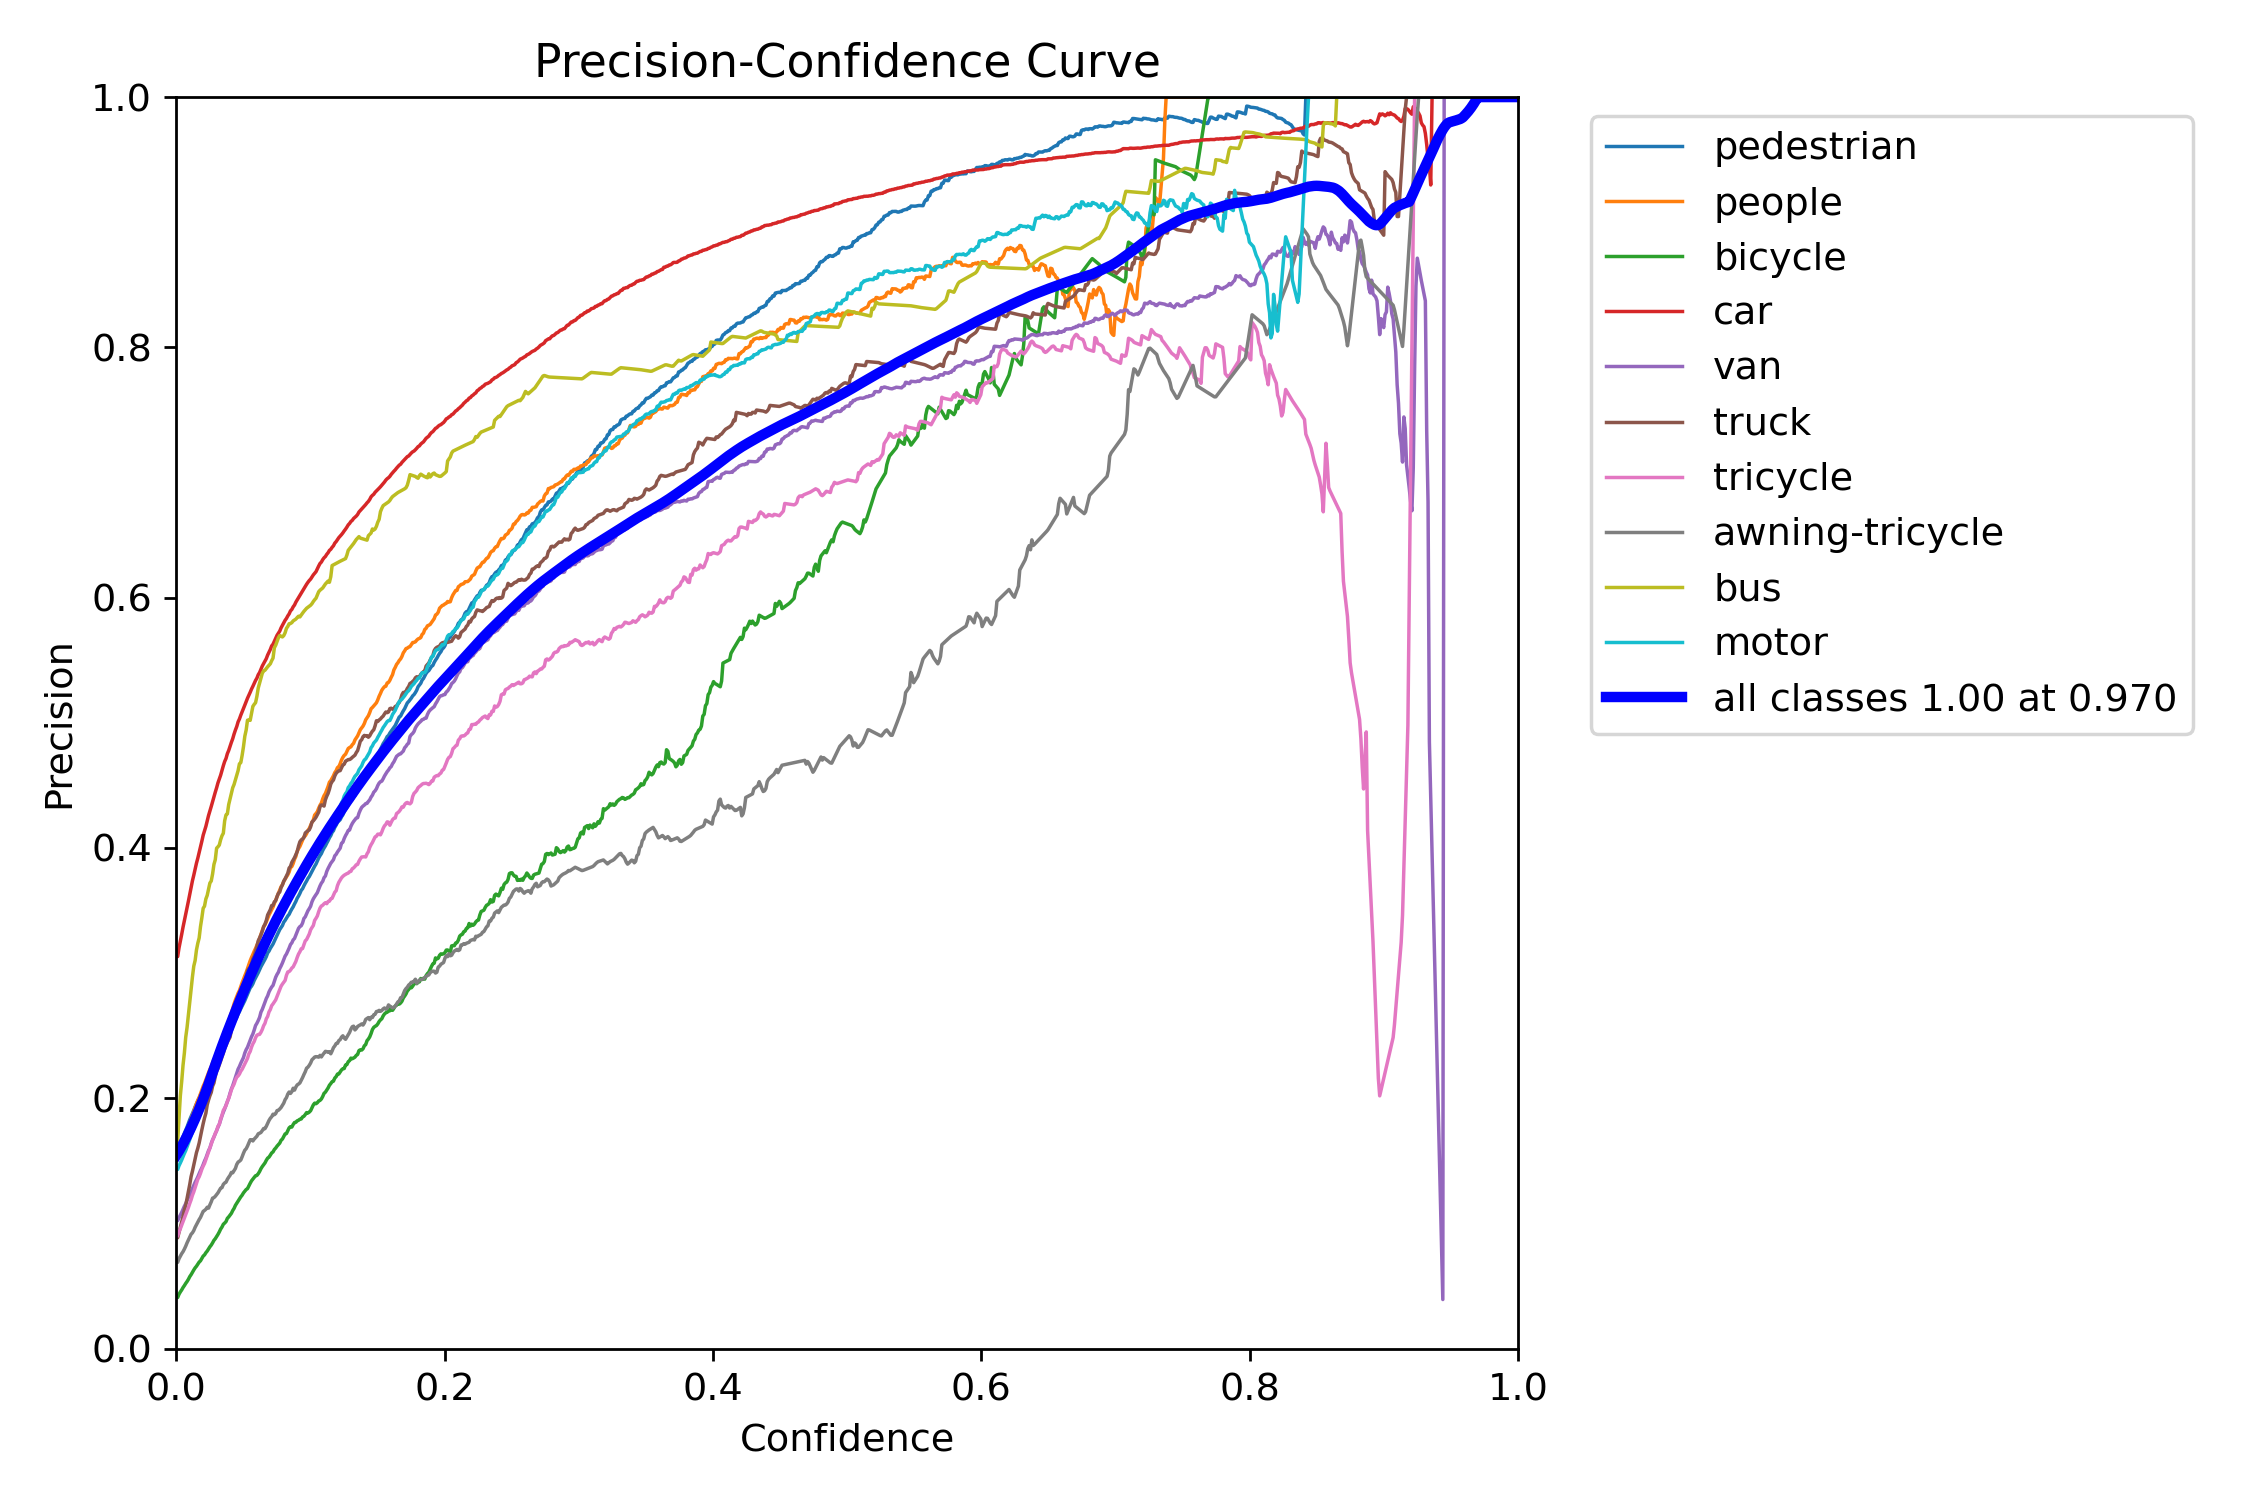 Precision-Confidence Curve
1.0
0.8
0.6
0.4
0.2
0.0
Precision
0.0 0.2 0.4 0.6 0.8 1.0
Confidence
pedestrian
people
bicycle
car
van
truck
tricycle
awning-tricycle
bus
motor
all classes 1.00 at 0.970